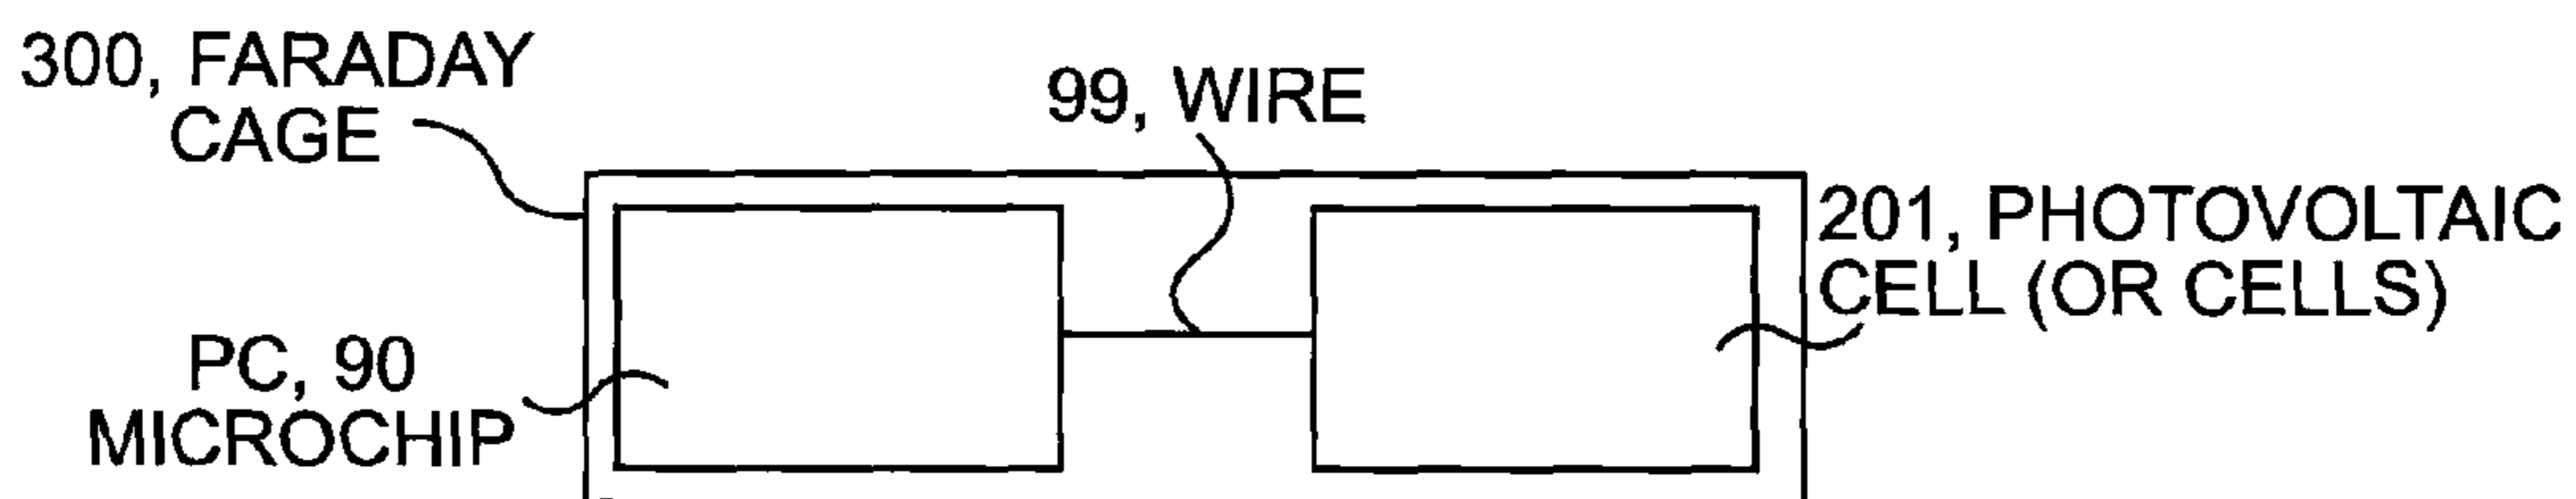 300, FARADAY
CAGE
99, WIRE
201, PHOTOVOLTAIC
CELL (OR CELLS)
PC, 90
MICROCHIP